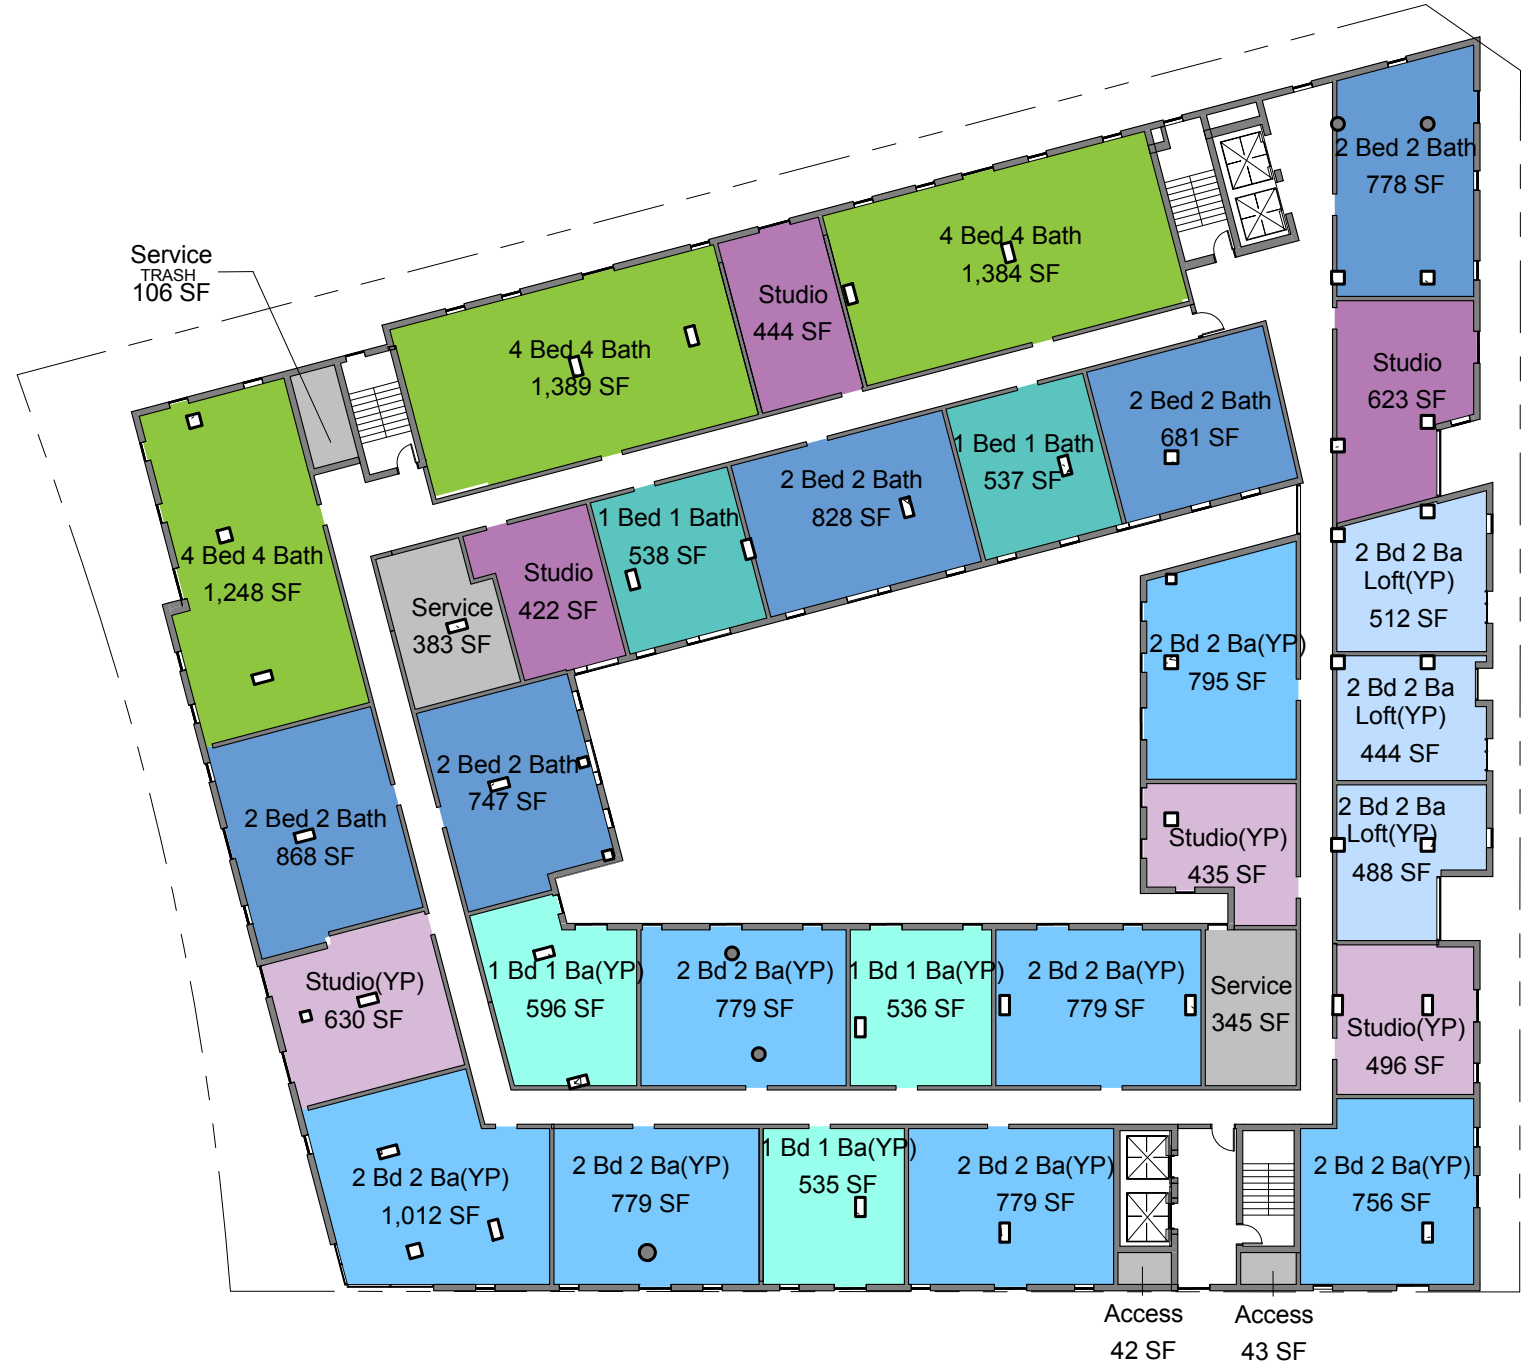 2 Bed 2 Bath
778 SF
4 Bed 4 Bath
1,384 SF
Service
TRASH
106 SF
Studio
444 SF
4 Bed 4 Bath
1,389 SF
Studio
623 SF
2 Bed 2 Bath
681 SF
1 Bed 1 Bath
537 SF
2 Bed 2 Bath
828 SF
1 Bed 1 Bath
538 SF
Studio
422 SF
Service
383 SF
4 Bed 4 Bath
1,248 SF
2 Bd 2 Ba
Loft(YP)
512 SF
2 Bd 2 Ba(YP)
795 SF
2 Bd 2 Ba
Loft(YP)
444 SF
2 Bed 2 Bath
747 SF
2 Bed 2 Bath
868 SF
Studio(YP)
435 SF
2 Bd 2 Ba
Loft(YP)
488 SF
Studio(YP)
630 SF
1 Bd 1 Ba(YP)
596 SF
2 Bd 2 Ba(YP)
779 SF
1 Bd 1 Ba(YP)
536 SF
2 Bd 2 Ba(YP)
779 SF
Service
345 SF
Studio(YP)
496 SF
2 Bd 2 Ba(YP)
1,012 SF
2 Bd 2 Ba(YP)
779 SF
1 Bd 1 Ba(YP)
535 SF
2 Bd 2 Ba(YP)
779 SF
2 Bd 2 Ba(YP)
756 SF
Access
42 SF
Access
43 SF